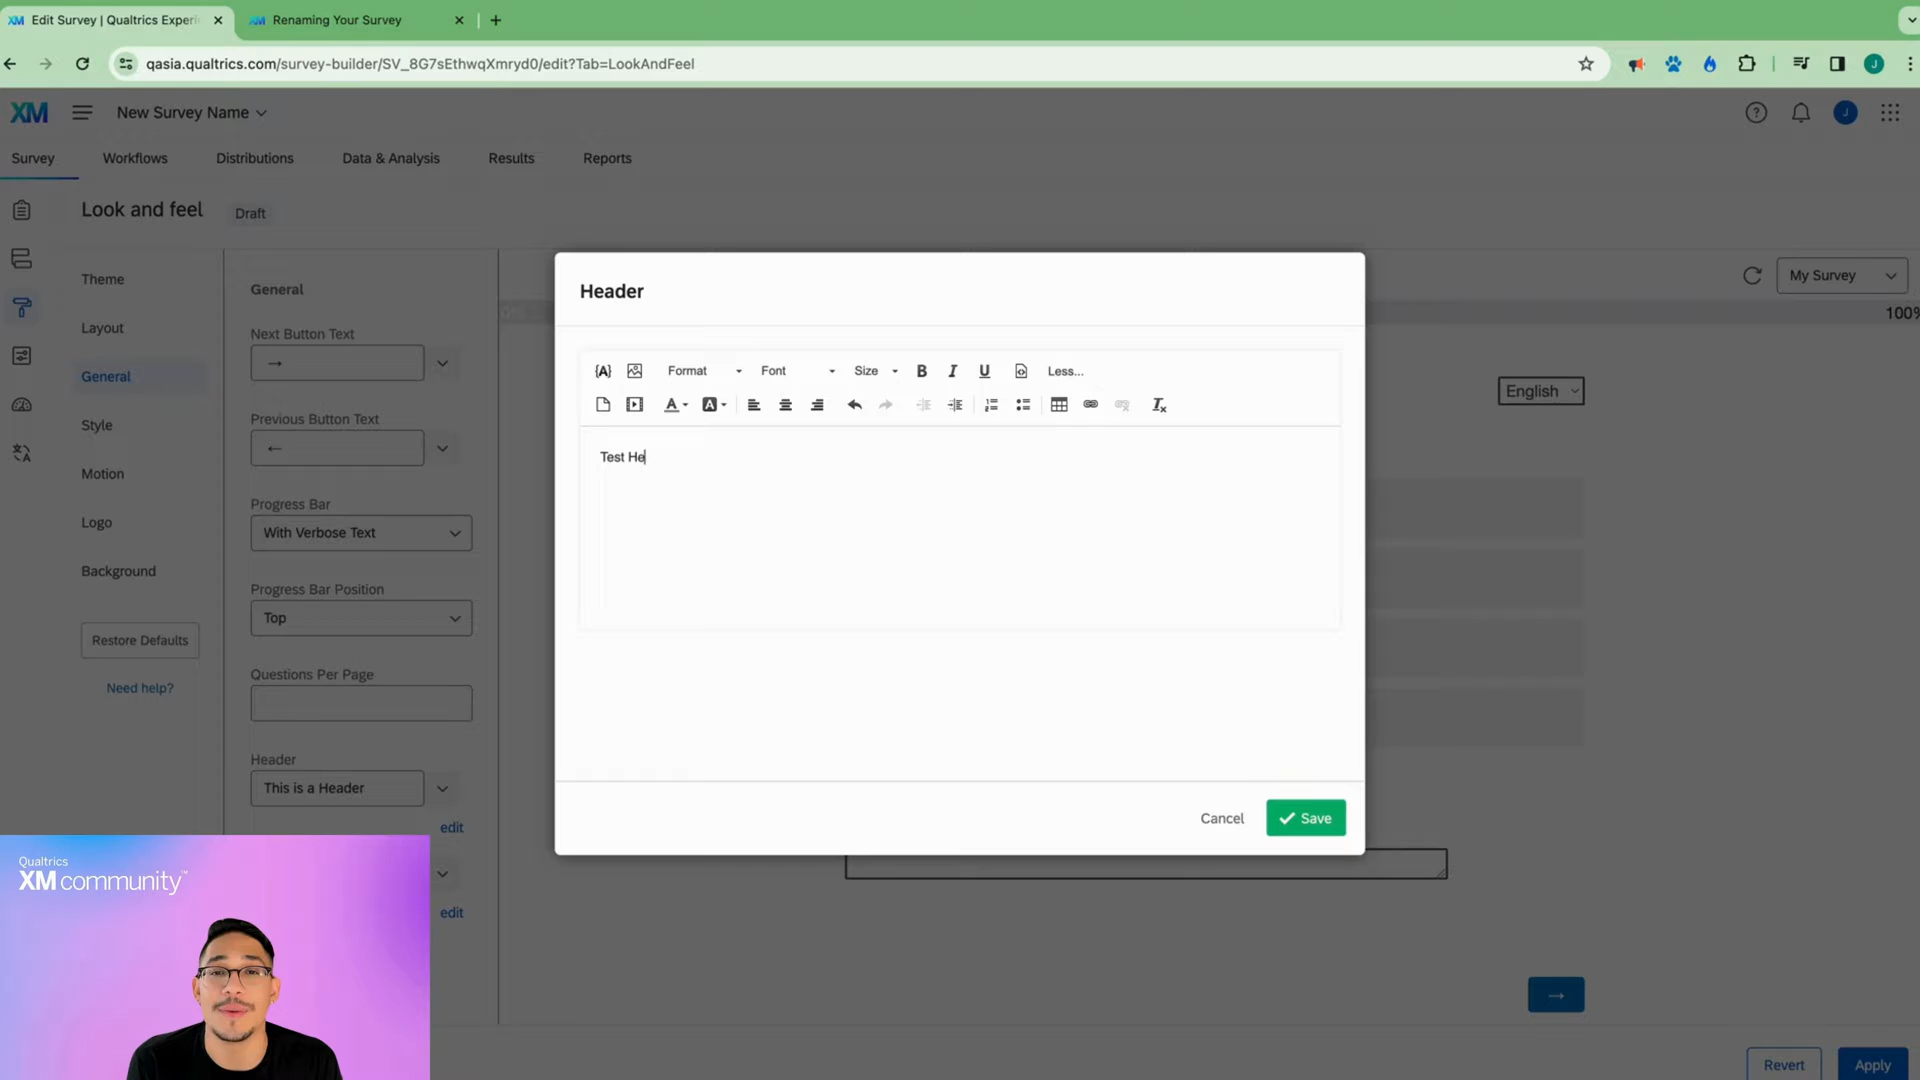 Edit Survey | Qualtrics Experi
Renaming Your Survey
qasia.qualtrics.com/survey-builder/SV_8G7sEthwqXmryd0/edit?Tab=LookAndFeel
J
XM
New Survey Name
J
Survey
Workflows
Distributions
Data & Analysis
Results
Reports
Look and feel
Draft
Theme
Layout
General
Style
Motion
Logo
Background
Restore Defaults
Need help?
General
Next Button Text
→
Previous Button Text
←
Progress Bar
With Verbose Text
Progress Bar Position
Top
Questions Per Page
Header
This is a Header
edit
edit
My Survey
100%
English
Header
Format
Font
Size
B
I
U
Less...
Test He
Cancel
Save
→
Revert
Apply
Qualtrics
XM community™